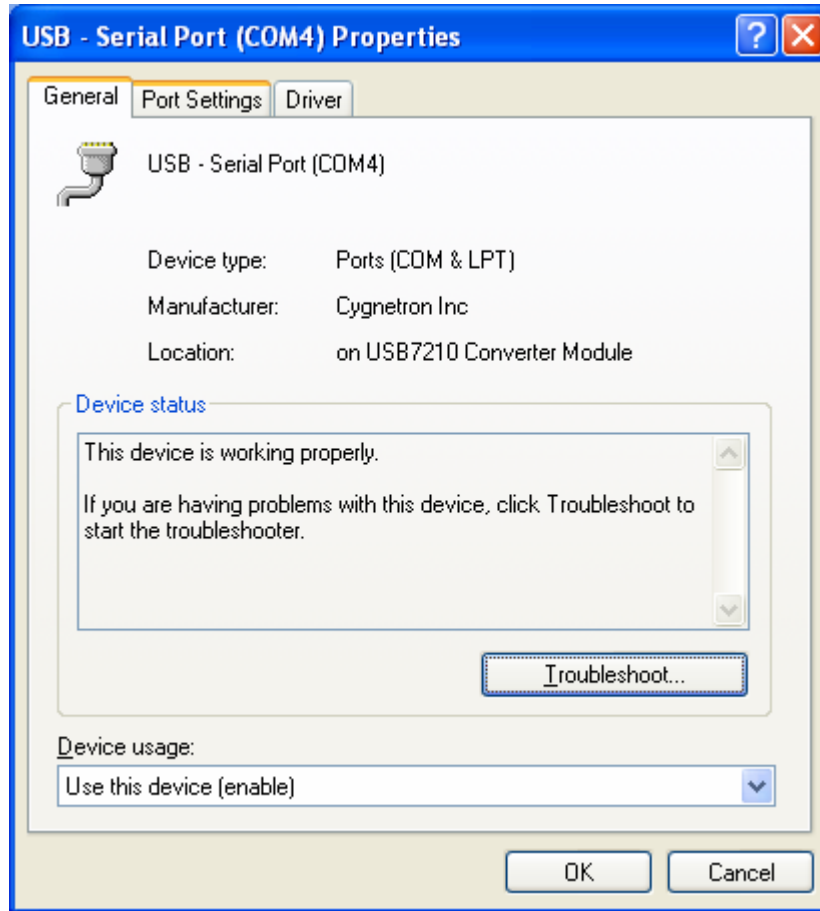 USB - Serial Port (COM4) Properties
General Port Settings Driver
USB - Serial Port (COM4)
Device type: Ports (COM & LPT)
Manufacturer: Cygnetron Inc
Location: on USB7210 Converter Module
Device status
This device is working properly.
If you are having problems with this device, click Troubleshoot to
start the troubleshooter.
Troubleshoot...
Device usage:
Use this device (enable)
OK Cancel